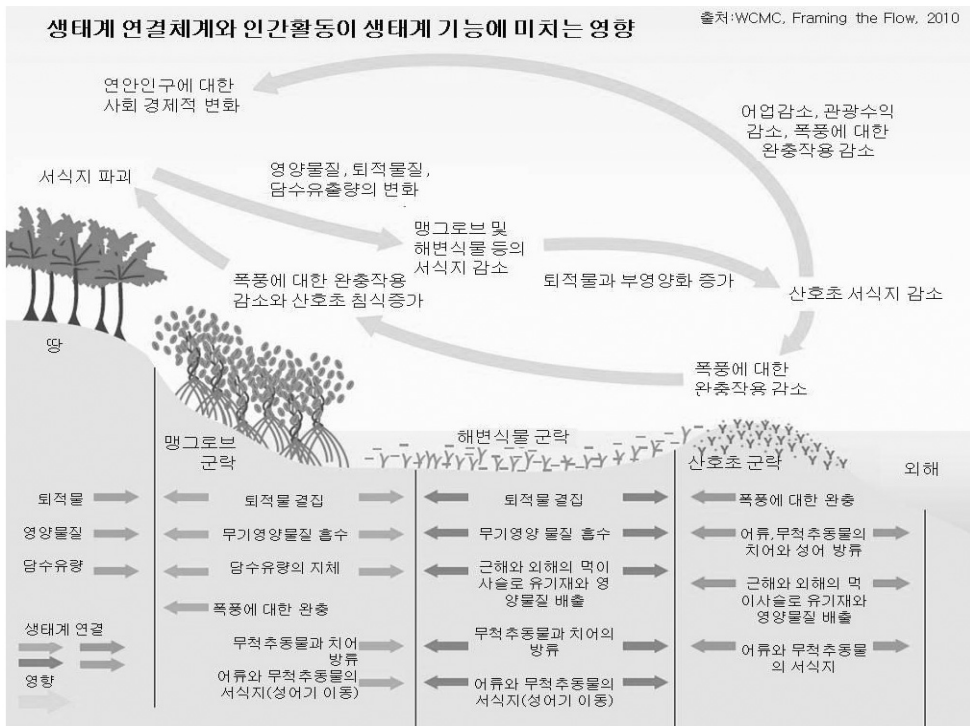 생태계 연결체계와 인간활동이 생태계 기능에 미치는 영향
출처:WCMC, Framing the Flow, 2010
연안인구에 대한
사회 경제적 변화
어업감소, 관광수익
감소, 폭풍에 대한
완충작용 감소
서식지 파괴
영양물질, 퇴적물질,
담수유출량의 변화
맹그로브 및
해변식물 등의
서식지 감소
폭풍에 대한 완충작용
감소와 산호초 침식증가
퇴적물과 부영양화 증가
산호초 서식지 감소
폭풍에 대한
완충작용 감소
땅
맹그로브
군락
해변식물 군락
산호초 군락
외해
퇴적물
영양물질
담수유량
퇴적물 결집
무기영양 물질 흡수
담수유량의 지체
폭풍에 대한 완충
무척추동물과 치어
방류
어류와 무척추동물의
서식지(성어기 이동)
퇴적물 결집
무기영양 물질 흡수
근해와 외해의 먹이
사슬로 유기재와 영
양물질 배출
무척추동물과 치어의
방류
어류와 무척추동물의
서식지(성어기 이동)
폭풍에 대한 완충
어류,무척추동물의
치어와 성어 방류
근해와 외해의 먹
이사슬로 유기재와
영양물질 배출
어류와 무척추동물
의 서식지
생태계 연결
영향